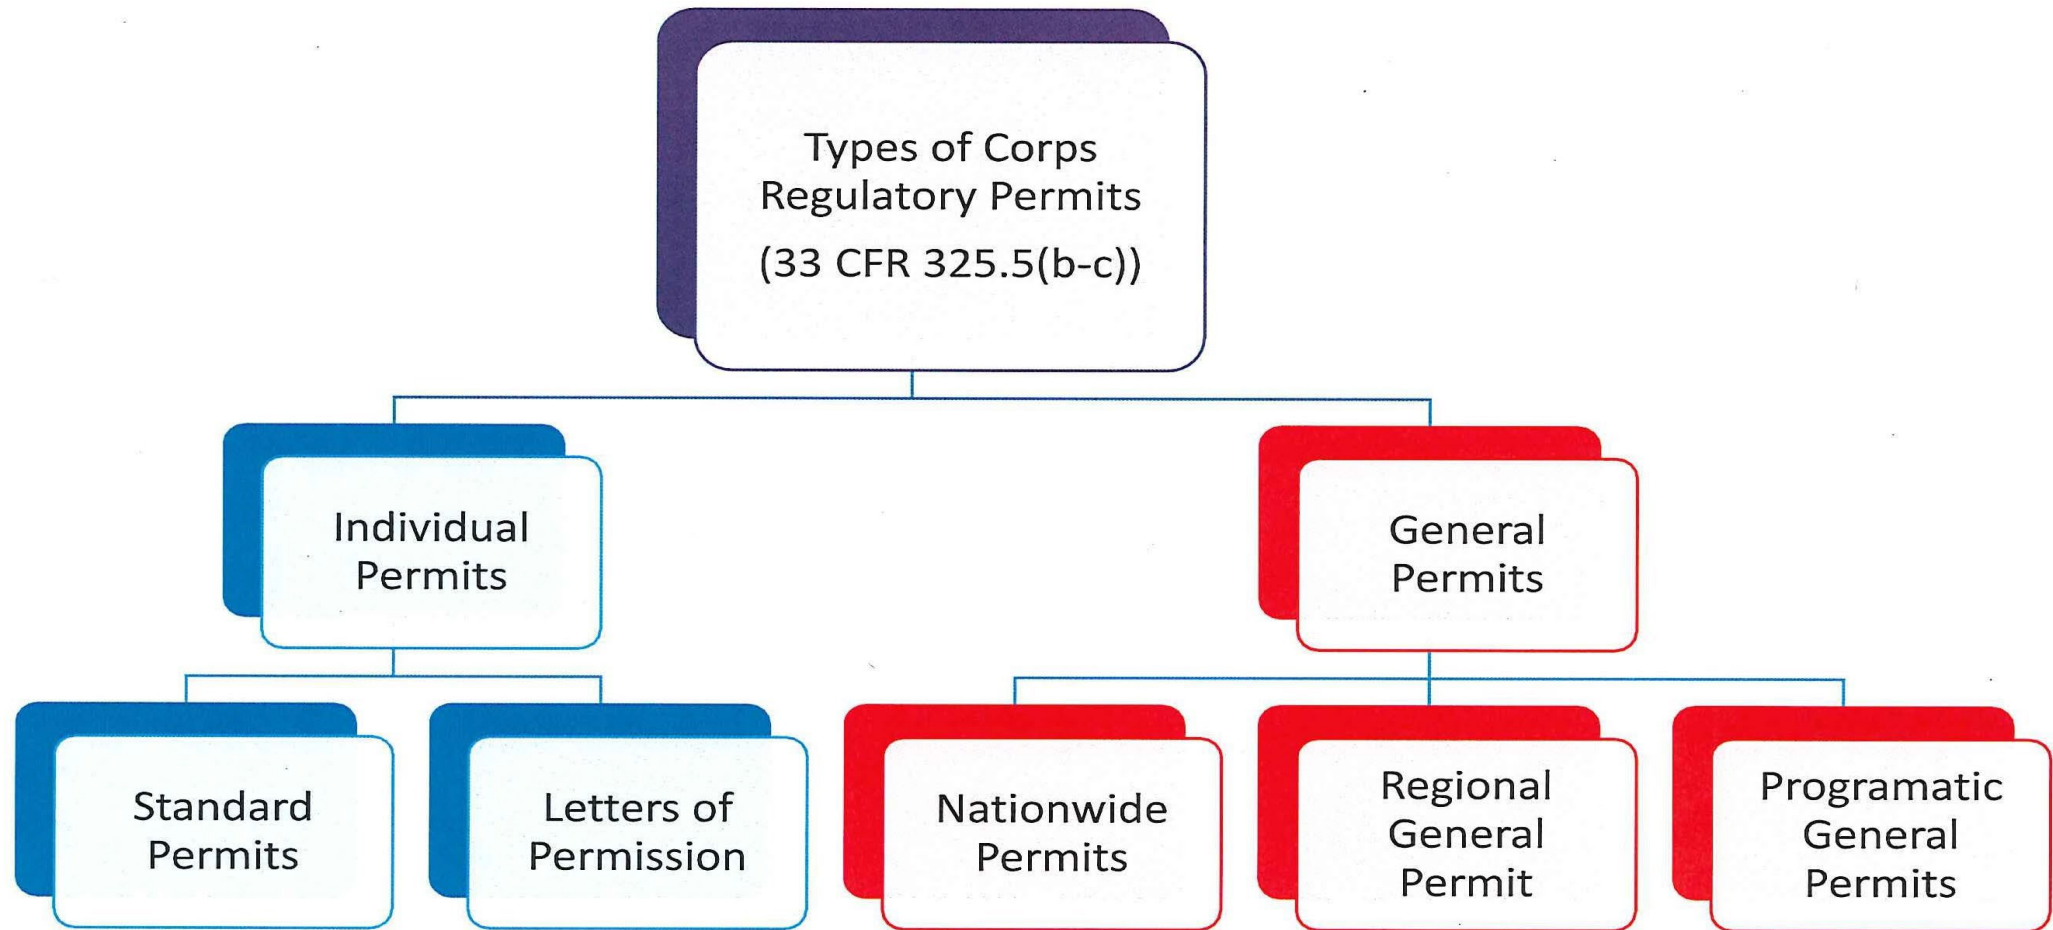 Types of Corps
Regulatory Permits
(33 CFR 325.5(b-c))
Individual
Permits
General
Permits
Standard
Permits
Letters of
Permission
Nationwide
Permits
Regional
General
Permit
Programatic
General
Permits